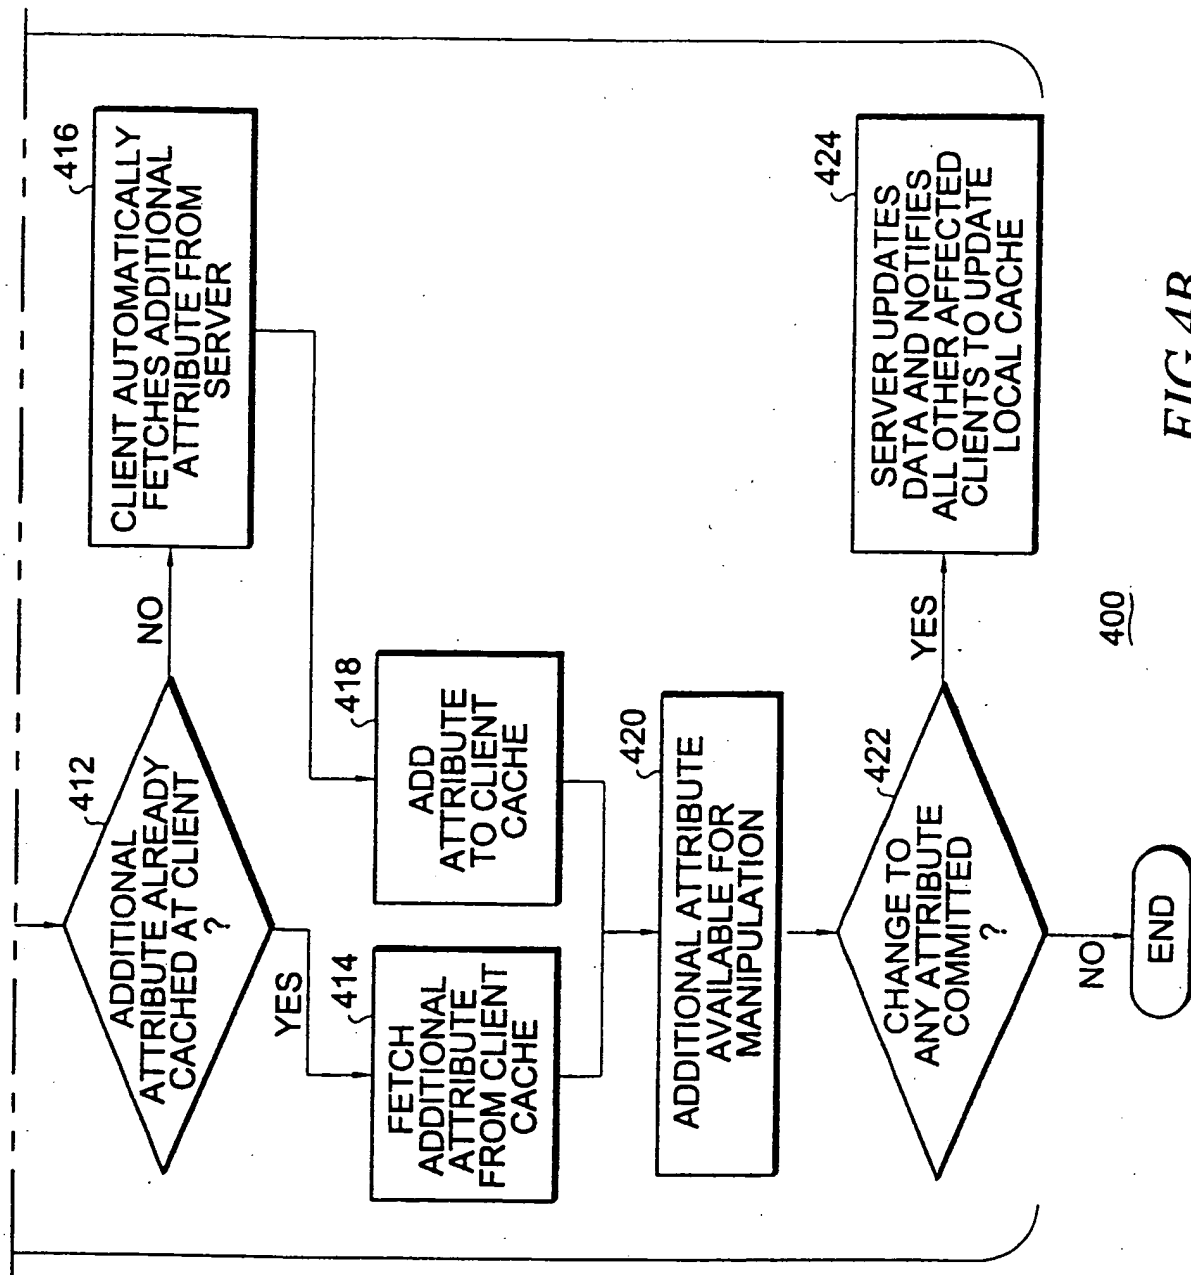 412
ADDITIONAL
ATTRIBUTE ALREADY
CACHED AT CLIENT
?
NO
416
CLIENT AUTOMATICALLY
FETCHES ADDITIONAL
ATTRIBUTE FROM
SERVER
YES
414
FETCH
ADDITIONAL
ATTRIBUTE
FROM CLIENT
CACHE
418
ADD
ATTRIBUTE
TO CLIENT
CACHE
420
ADDITIONAL ATTRIBUTE
AVAILABLE FOR
MANIPULATION
422
CHANGE TO
ANY ATTRIBUTE
COMMITTED
?
YES
424
SERVER UPDATES
DATA AND NOTIFIES
ALL OTHER AFFECTED
CLIENTS TO UPDATE
LOCAL CACHE
NO
END
400
FIG.4B